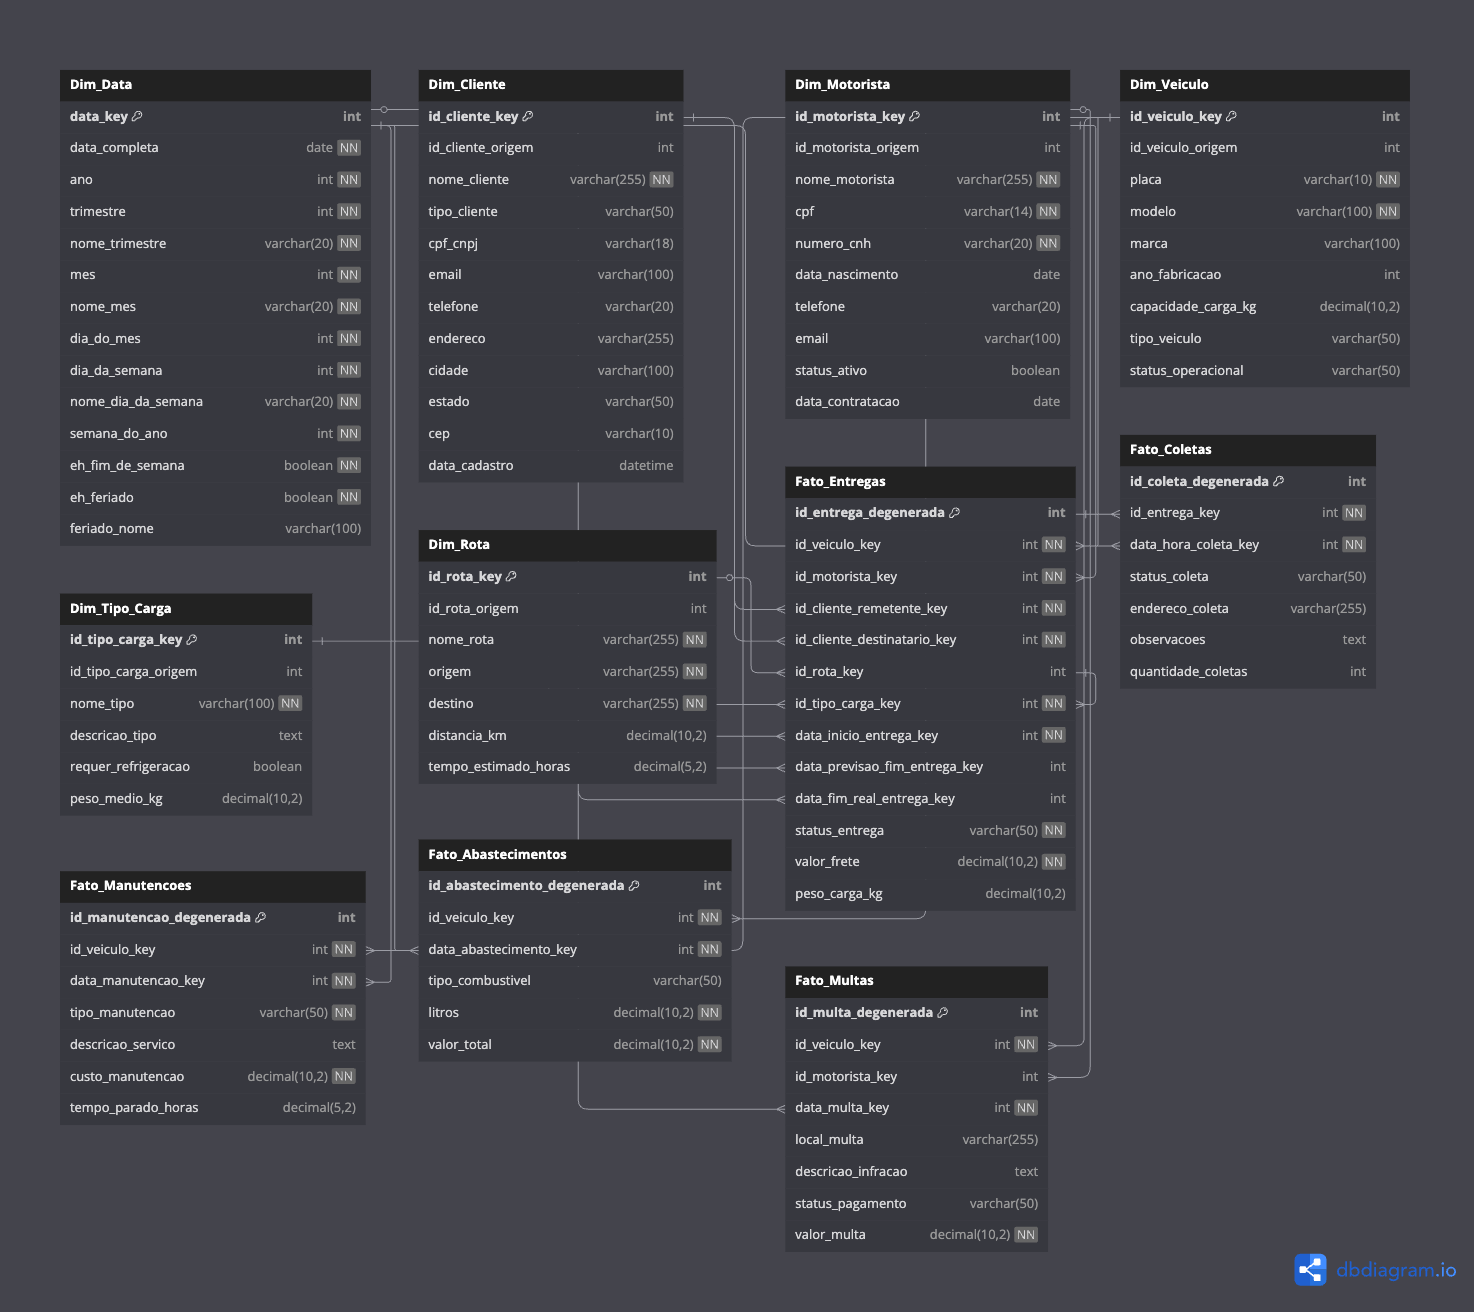 Dim_Data
data_key int
data_completa date NN
ano int NN
trimestre int NN
nome_trimestre varchar(20) NN
mes int NN
nome_mes varchar(20) NN
dia_do_mes int NN
dia_da_semana int NN
nome_dia_da_semana varchar(20) NN
semana_do_ano int NN
eh_fim_de_semana boolean NN
eh_feriado boolean NN
feriado_nome varchar(100)
Dim_Cliente
id_cliente_key int
id_cliente_origem int
nome_cliente varchar(255) NN
tipo_cliente varchar(50)
cpf_cnpj varchar(18)
email varchar(100)
telefone varchar(20)
endereco varchar(255)
cidade varchar(100)
estado varchar(50)
cep varchar(10)
data_cadastro datetime
Dim_Motorista
id_motorista_key int
id_motorista_origem int
nome_motorista varchar(255) NN
cpf varchar(14) NN
numero_cnh varchar(20) NN
data_nascimento date
telefone varchar(20)
email varchar(100)
status_ativo boolean
data_contratacao date
Dim_Veiculo
id_veiculo_key int
id_veiculo_origem int
placa varchar(10) NN
modelo varchar(100) NN
marca varchar(100)
ano_fabricacao int
capacidade_carga_kg decimal(10,2)
tipo_veiculo varchar(50)
status_operacional varchar(50)
Fato_Coletas
id_coleta_degenerada int
id_entrega_key int NN
data_hora_coleta_key int NN
status_coleta varchar(50)
endereco_coleta varchar(255)
observacoes text
quantidade_coletas int
Fato_Entregas
id_entrega_degenerada int
id_veiculo_key int NN
id_motorista_key int NN
id_cliente_remetente_key int NN
id_cliente_destinatario_key int NN
id_rota_key int
id_tipo_carga_key int NN
data_inicio_entrega_key int NN
data_previsao_fim_entrega_key int
data_fim_real_entrega_key int
status_entrega varchar(50) NN
valor_frete decimal(10,2) NN
peso_carga_kg decimal(10,2)
Dim_Rota
id_rota_key int
id_rota_origem int
nome_rota varchar(255) NN
origem varchar(255) NN
destino varchar(255) NN
distancia_km decimal(10,2)
tempo_estimado_horas decimal(5,2)
Dim_Tipo_Carga
id_tipo_carga_key int
id_tipo_carga_origem int
nome_tipo varchar(100) NN
descricao_tipo text
requer_refrigeracao boolean
peso_medio_kg decimal(10,2)
Fato_Manutencoes
id_manutencao_degenerada int
id_veiculo_key int NN
data_manutencao_key int NN
tipo_manutencao varchar(50) NN
descricao_servico text
custo_manutencao decimal(10,2) NN
tempo_parado_horas decimal(5,2)
Fato_Abastecimentos
id_abastecimento_degenerada int
id_veiculo_key int NN
data_abastecimento_key int NN
tipo_combustivel varchar(50)
litros decimal(10,2) NN
valor_total decimal(10,2) NN
Fato_Multas
id_multa_degenerada int
id_veiculo_key int NN
id_motorista_key int
data_multa_key int NN
local_multa varchar(255)
descricao_infracao text
status_pagamento varchar(50)
valor_multa decimal(10,2) NN
dbdiagram.io